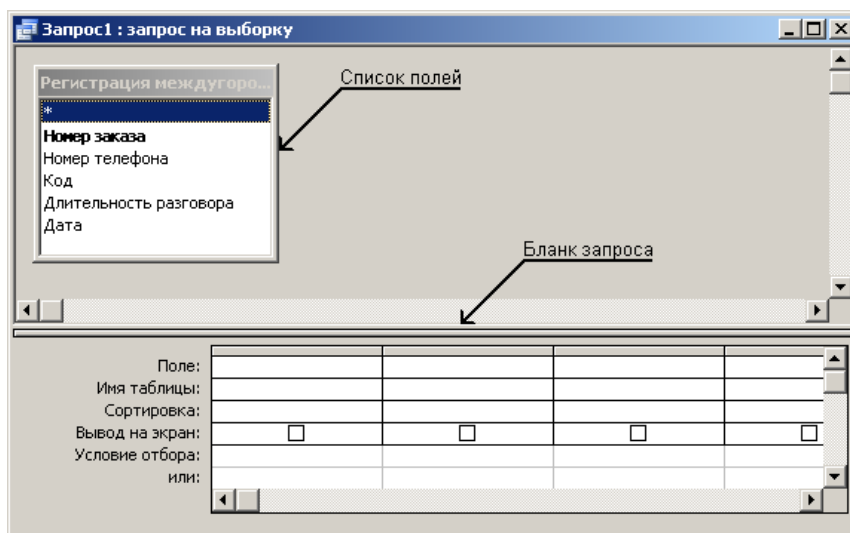 Запрос1 : запрос на выборку
Регистрация междугоро...
Список полей
*
Номер заказа
Номер телефона
Код
Длительность разговора
Дата
Бланк запроса
Поле:
Имя таблицы:
Сортировка:
Вывод на экран:
Условие отбора:
или: